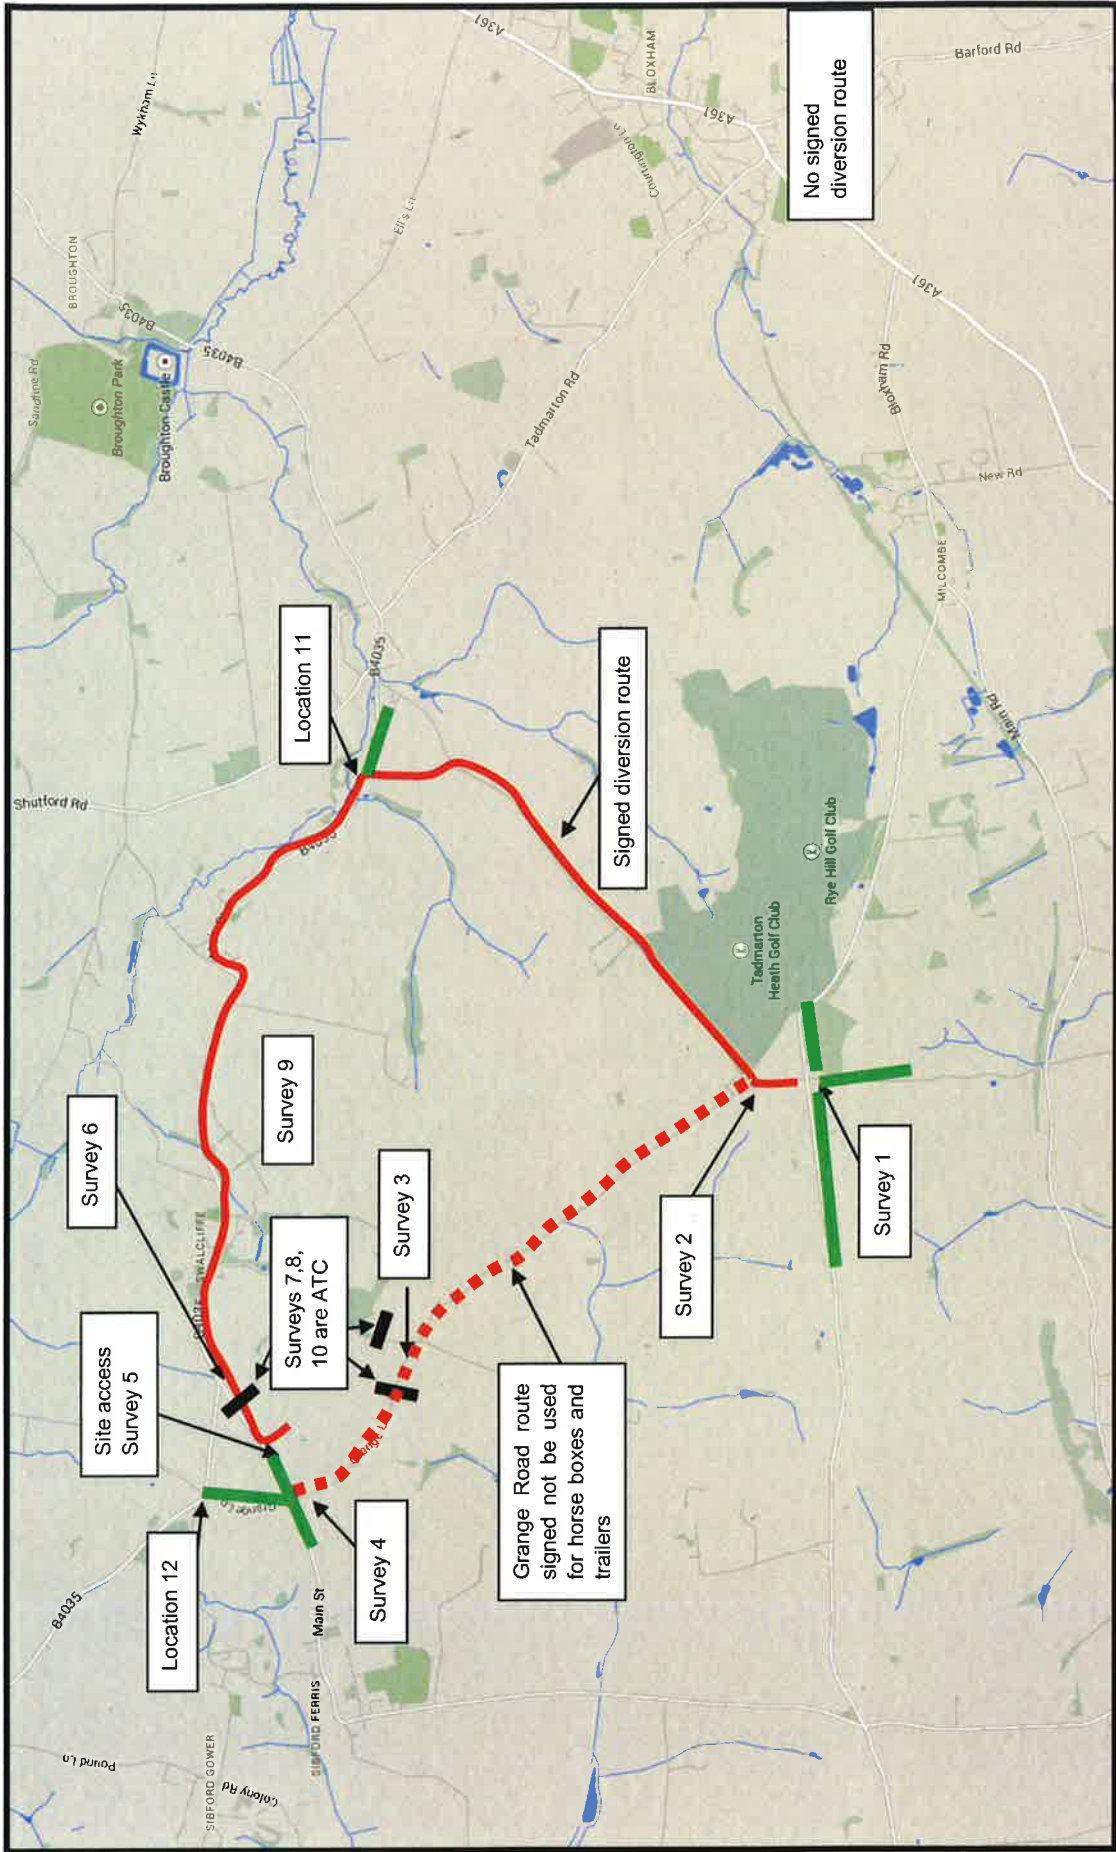 A361
BLOXHAM
Barford Rd
Wykham Ln
A361
Courtington Ln
No signed
diversion route
Ell's Ln
BROUGHTON
B4035
B4035
A361
Sandfine Rd
Broughton Park
Broughton Castle
Bloxham Rd
Tadmarton Rd
New Rd
MILCOMBE
Location 11
B4035
Signed diversion route
Main Rd
Shutford Rd
Rye Hill Golf Club
Tadmarton
Heath Golf Club
Survey 9
Survey 6
Survey 3
Survey 1
SWALCLIFFE
Surveys 7,8,
10 are ATC
Survey 2
Site access
Survey 5
Grange Road route
signed not be used
for horse boxes and
trailers
Grange Ln
Location 12
Survey 4
B4035
Main St
SIBFORD FERRIS
Pound Ln
SIBFORD GOWER
Colony Rd